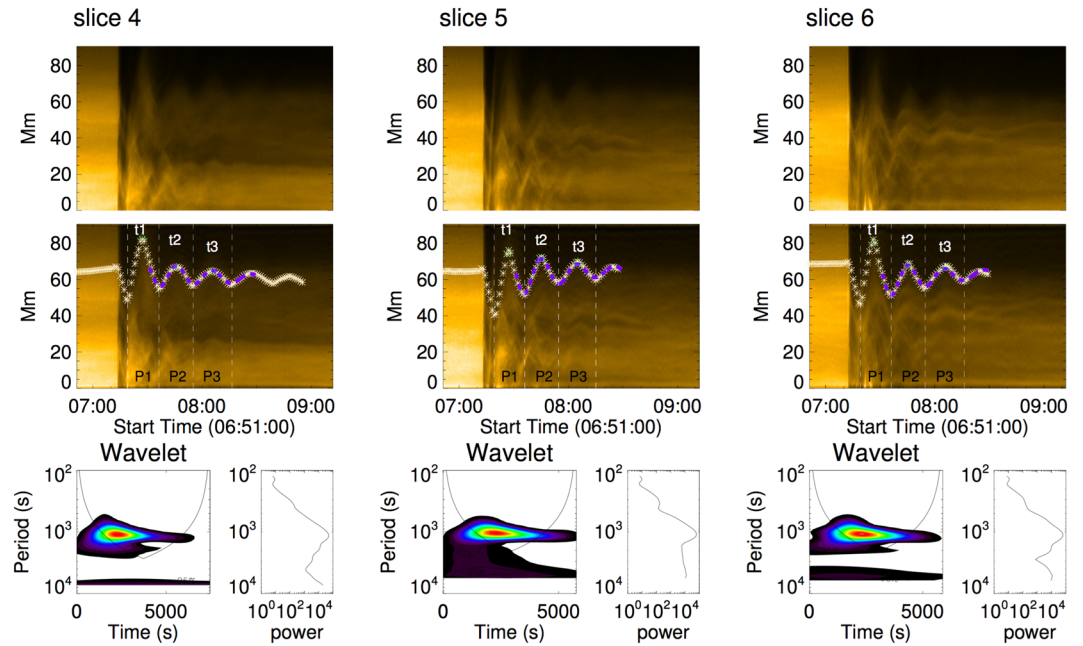 slice 4 slice 5 slice 6
80 80 80
60 60 60
40 40 40
20 20 20
0 0 0
Mm Mm Mm
t1 t2 t3 t1 t2 t3 t1 t2 t3
80 80 80
60 60 60
40 40 40
20 20 20
0 0 0
Mm Mm Mm
P1 P2 P3 P1 P2 P3 P1 P2 P3
07:00 08:00 09:00 07:00 08:00 09:00 07:00 08:00 09:00
Start Time (06:51:00) Start Time (06:51:00) Start Time (06:51:00)
Wavelet Wavelet Wavelet
10² 10² 10² 10² 10² 10²
10³ 10³ 10³ 10³ 10³ 10³
10⁴ 10⁴ 10⁴ 10⁴ 10⁴ 10⁴
Period (s) Period (s) Period (s)
0 5000 10⁰10²10⁴ 0 5000 10⁰10²10⁴ 0 5000 10⁰10²10⁴
Time (s) power Time (s) power Time (s) power